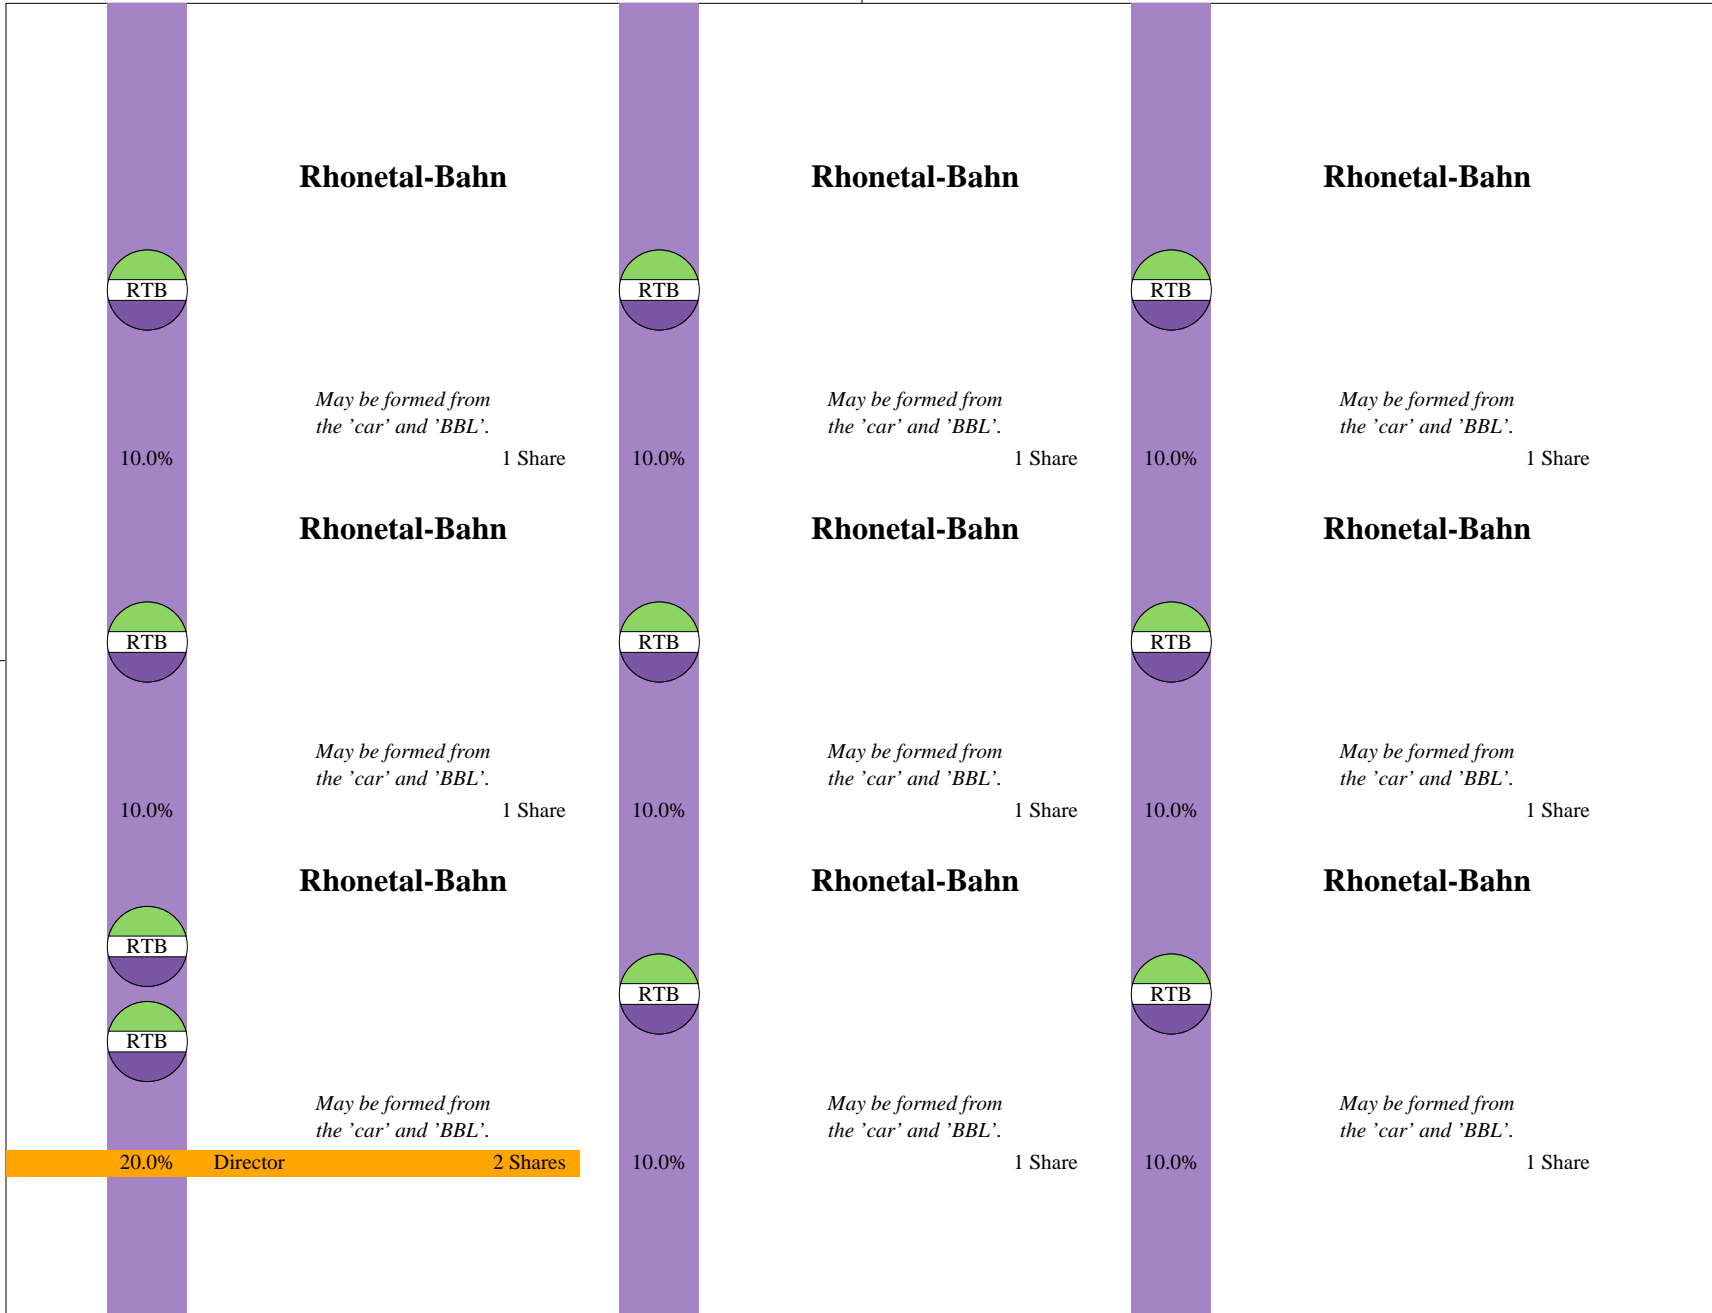 Rhonetal-Bahn
RTB
May be formed from
the 'car' and 'BBL'.
10.0%
1 Share
Rhonetal-Bahn
RTB
May be formed from
the 'car' and 'BBL'.
10.0%
1 Share
Rhonetal-Bahn
RTB
May be formed from
the 'car' and 'BBL'.
10.0%
1 Share
Rhonetal-Bahn
RTB
May be formed from
the 'car' and 'BBL'.
10.0%
1 Share
Rhonetal-Bahn
RTB
May be formed from
the 'car' and 'BBL'.
10.0%
1 Share
Rhonetal-Bahn
RTB
May be formed from
the 'car' and 'BBL'.
10.0%
1 Share
Rhonetal-Bahn
RTB
RTB
May be formed from
the 'car' and 'BBL'.
20.0% Director 2 Shares
Rhonetal-Bahn
RTB
May be formed from
the 'car' and 'BBL'.
10.0%
1 Share
Rhonetal-Bahn
RTB
May be formed from
the 'car' and 'BBL'.
10.0%
1 Share